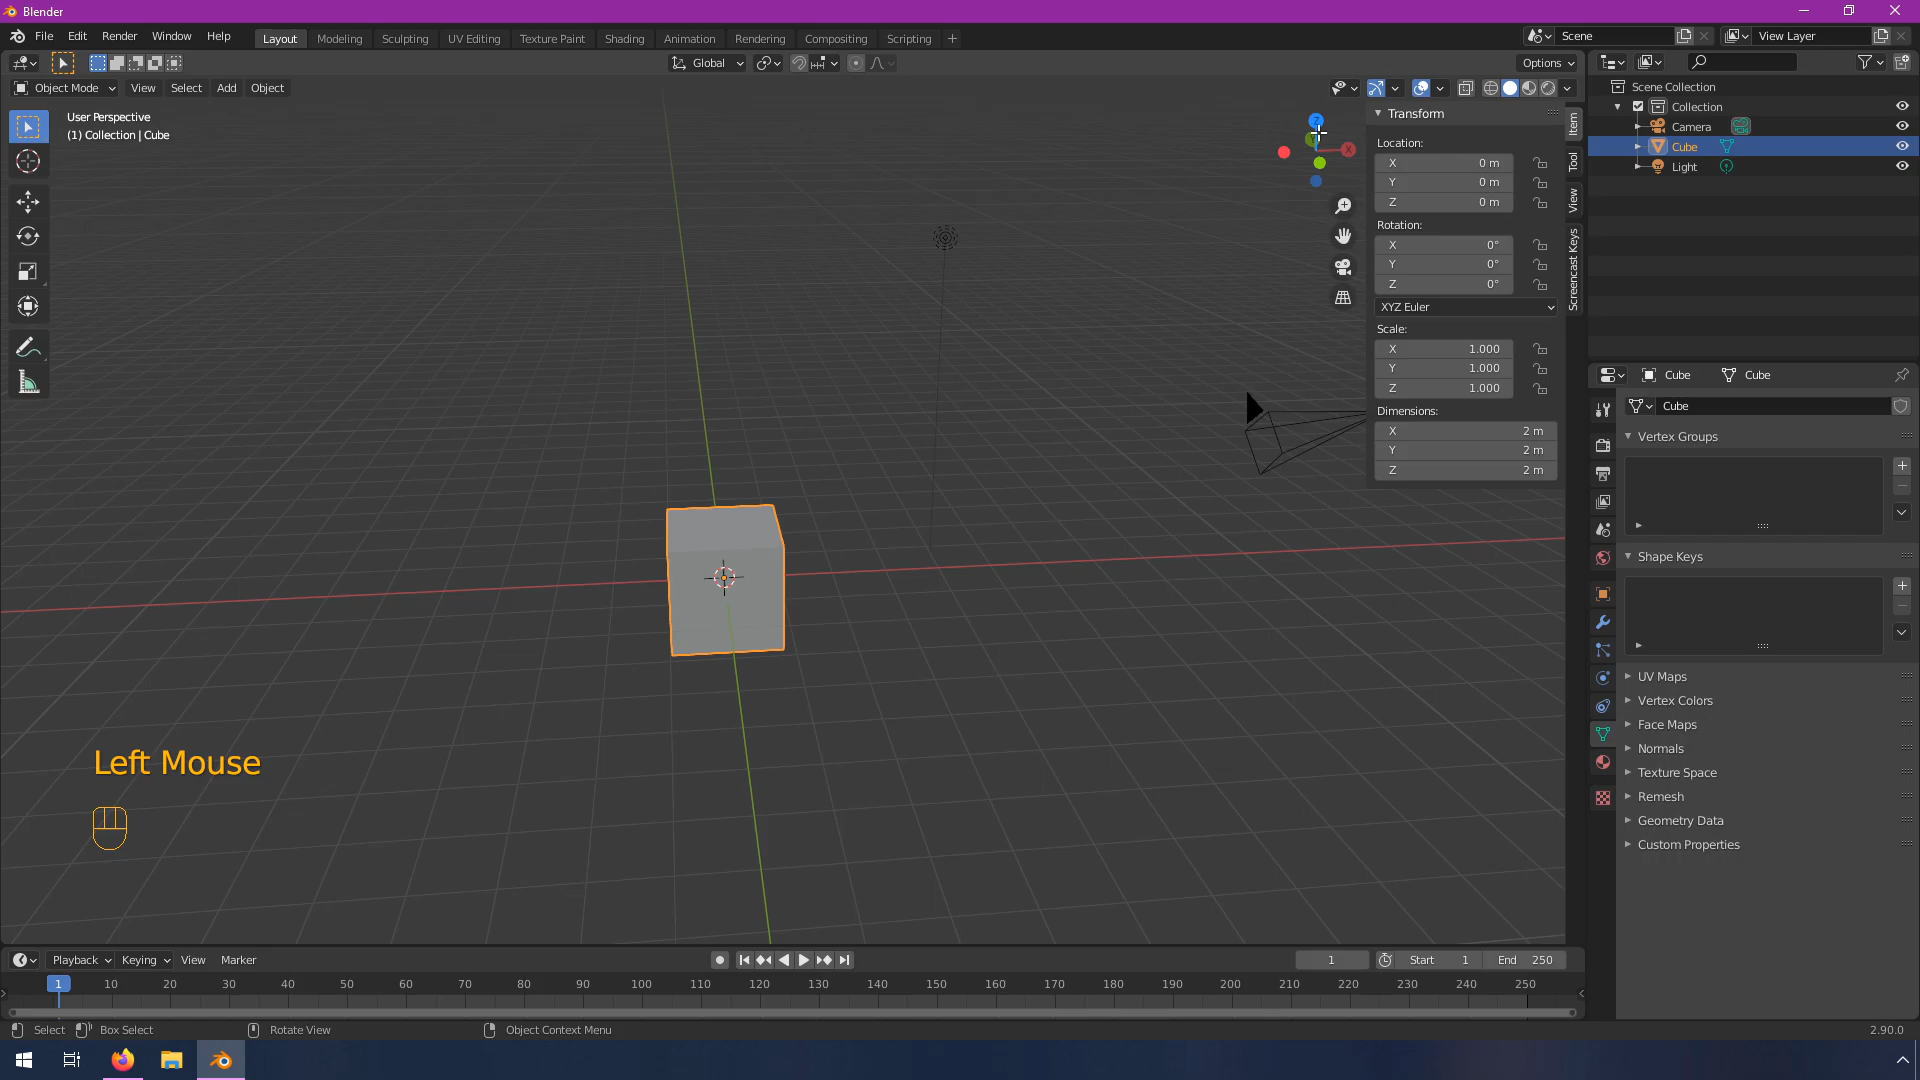 Blender
File Edit Render Window Help
Layout Modeling Sculpting UV Editing Texture Paint Shading Animation Rendering Compositing Scripting +
Scene
View Layer
Global
Options
Object Mode View Select Add Object
User Perspective
(1) Collection | Cube
Z
Y
X
Transform
Location:
X 0 m
Y 0 m
Z 0 m
Rotation:
X 0°
Y 0°
Z 0°
XYZ Euler
Scale:
X 1.000
Y 1.000
Z 1.000
Dimensions:
X 2 m
Y 2 m
Z 2 m
Item
Tool
View
Screencast Keys
Scene Collection
Collection
Camera
Cube
Light
Cube Cube
Cube
Vertex Groups
Shape Keys
UV Maps
Vertex Colors
Face Maps
Normals
Texture Space
Remesh
Geometry Data
Custom Properties
Left Mouse
Playback Keying View Marker
1 Start 1 End 250
1 10 20 30 40 50 60 70 80 90 100 110 120 130 140 150 160 170 180 190 200 210 220 230 240 250
Select Box Select Rotate View Object Context Menu 2.90.0